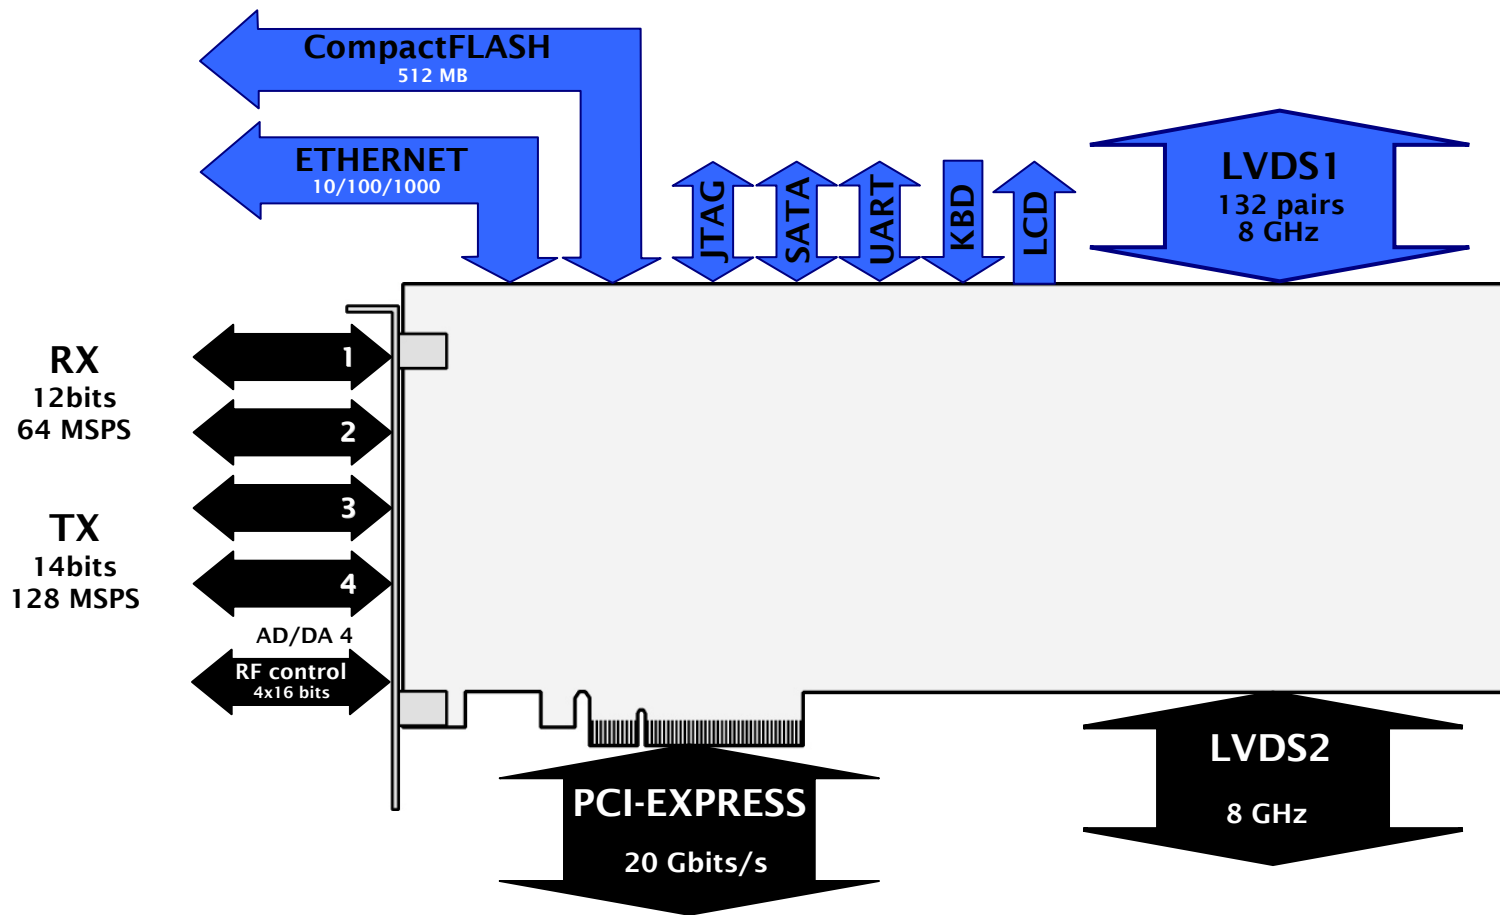 CompactFLASH
512 MB
ETHERNET
10/100/1000
JTAG
SATA
UART
KBD
LCD
LVDS1
132 pairs
8 GHz
RX
12bits
64 MSPS
1
2
TX
14bits
128 MSPS
3
4
AD/DA 4
RF control
4x16 bits
PCI-EXPRESS
20 Gbits/s
LVDS2
8 GHz